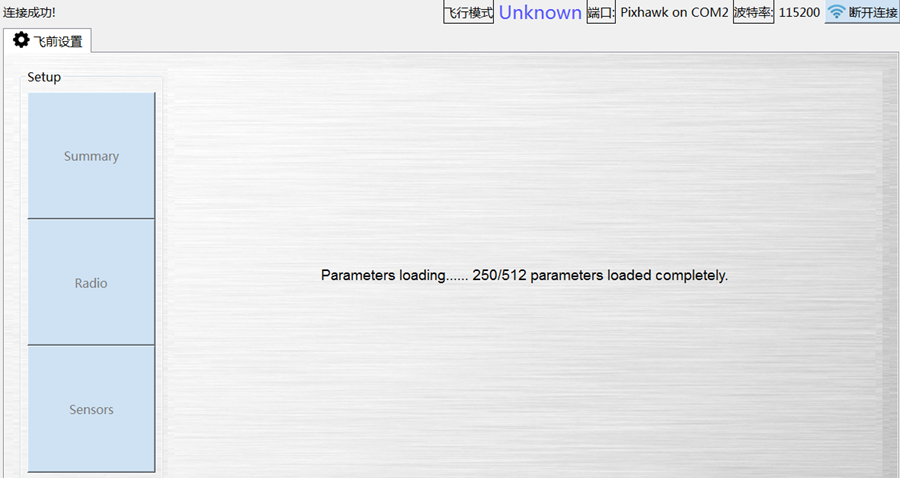 连接成功!
飞行模式 Unknown 端口: Pixhawk on COM2 波特率: 115200 断开连接
飞前设置
Setup
Summary
Radio
Parameters loading...... 250/512 parameters loaded completely.
Sensors